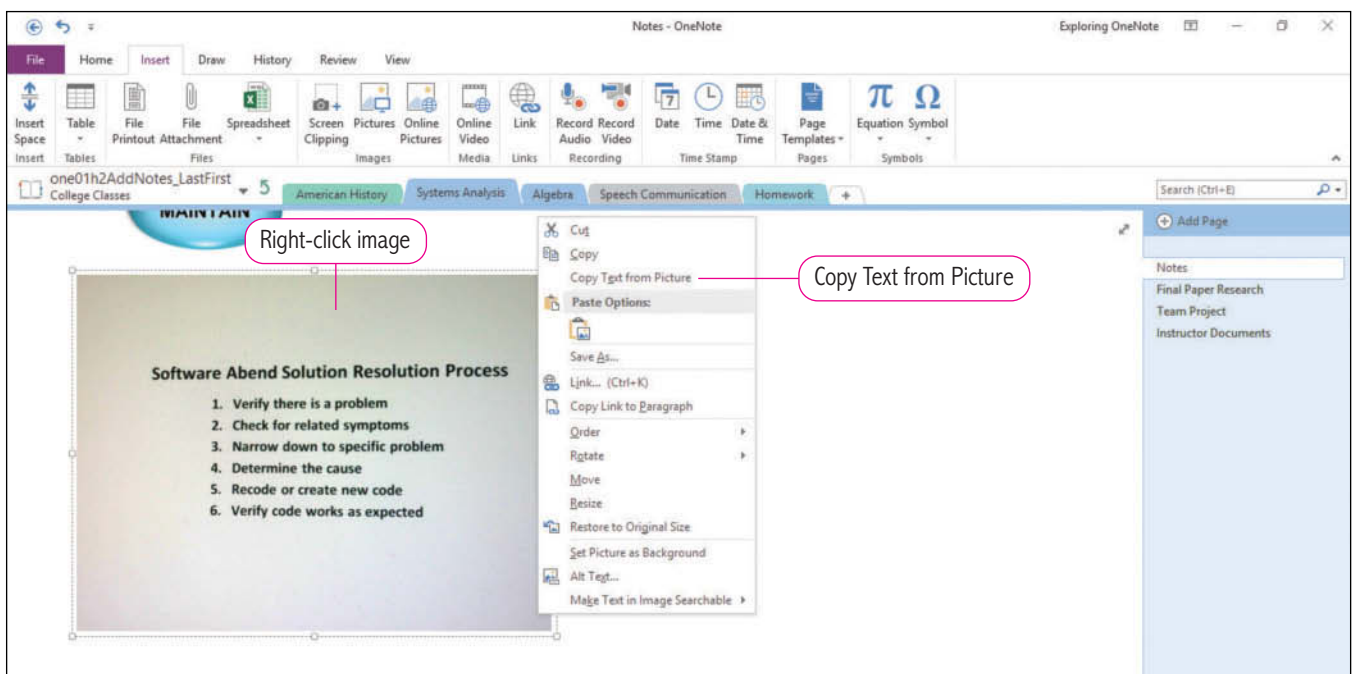 Notes - OneNote
Exploring OneNote
File Home Insert Draw History Review View
Insert Space
Table
File Printout
File Attachment
Spreadsheet
Screen Clipping
Pictures
Online Pictures
Online Video
Link
Record Audio
Record Video
Date
Time
Date & Time
Page Templates
Equation
Symbol
Insert Tables Files Images Media Links Recording Time Stamp Pages Symbols
one01h2AddNotes_LastFirst
College Classes
5
American History Systems Analysis Algebra Speech Communication Homework +
Search (Ctrl+E)
MAINTAIN
Right-click image
Software Abend Solution Resolution Process
1. Verify there is a problem
2. Check for related symptoms
3. Narrow down to specific problem
4. Determine the cause
5. Recode or create new code
6. Verify code works as expected
Cut
Copy
Copy Text from Picture
Paste Options:
Save As...
Link... (Ctrl+K)
Copy Link to Paragraph
Order
Rotate
Move
Resize
Restore to Original Size
Set Picture as Background
Alt Text...
Make Text in Image Searchable
Copy Text from Picture
Add Page
Notes
Final Paper Research
Team Project
Instructor Documents